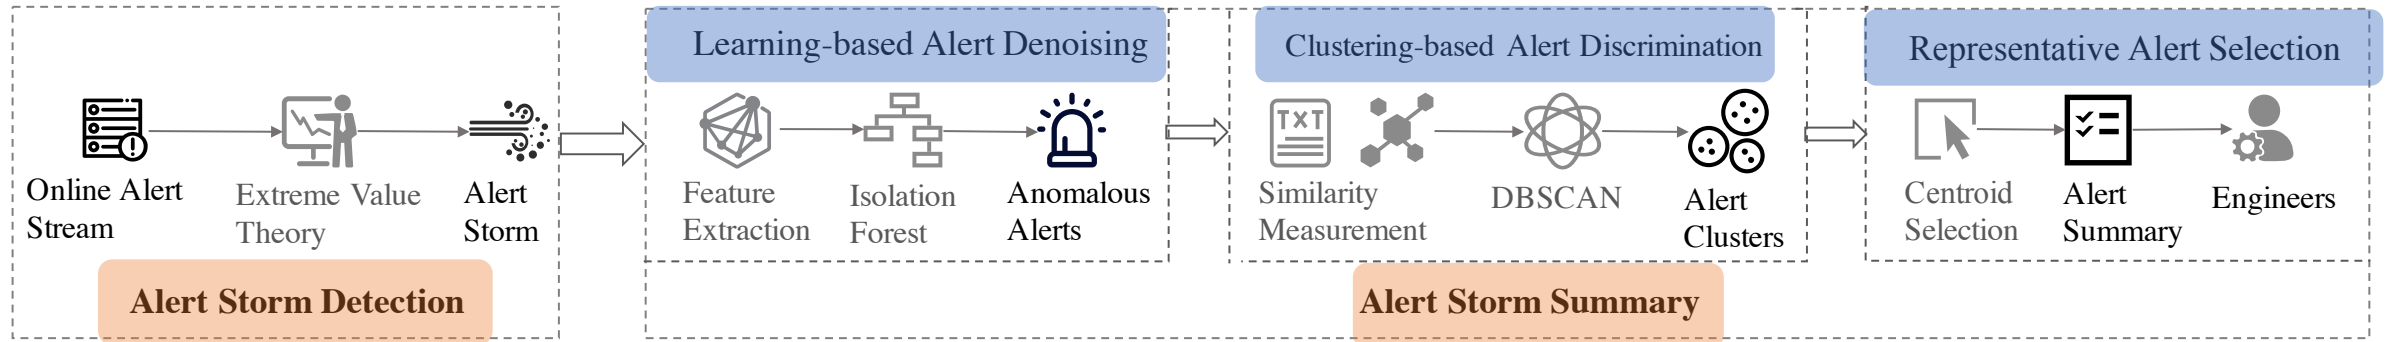 Online Alert
Stream
Extreme Value
Theory
Alert
Storm
Alert Storm Detection
Learning-based Alert Denoising
Feature
Extraction
Isolation
Forest
Anomalous
Alerts
Clustering-based Alert Discrimination
TXT
Similarity
Measurement
DBSCAN
Alert
Clusters
Representative Alert Selection
Centroid
Selection
Alert
Summary
Engineers
Alert Storm Summary